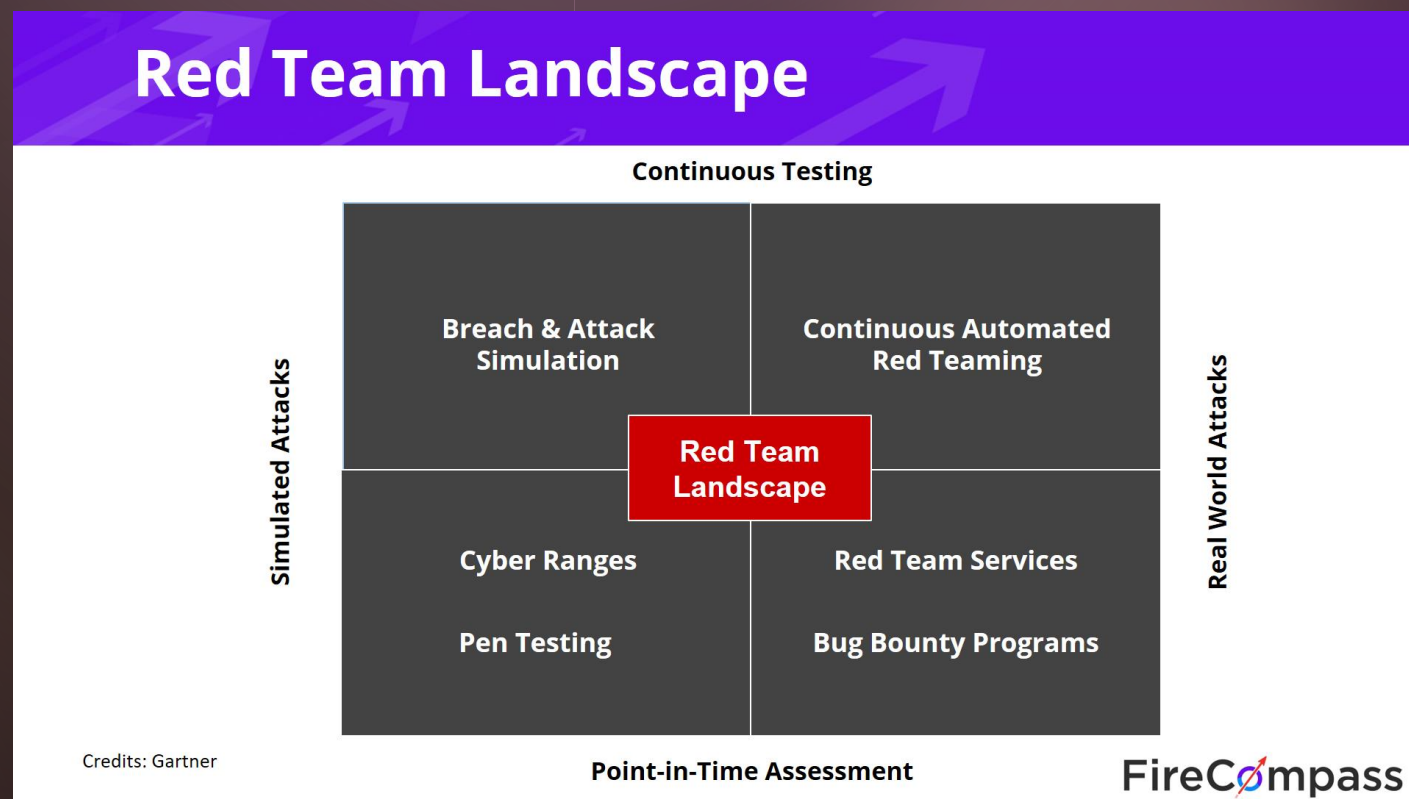 Red Team Landscape
Continuous Testing
Simulated Attacks
Breach & Attack
Simulation
Continuous Automated
Red Teaming
Real World Attacks
Red Team
Landscape
Cyber Ranges
Red Team Services
Pen Testing
Bug Bounty Programs
Credits: Gartner
Point-in-Time Assessment
FireCompass